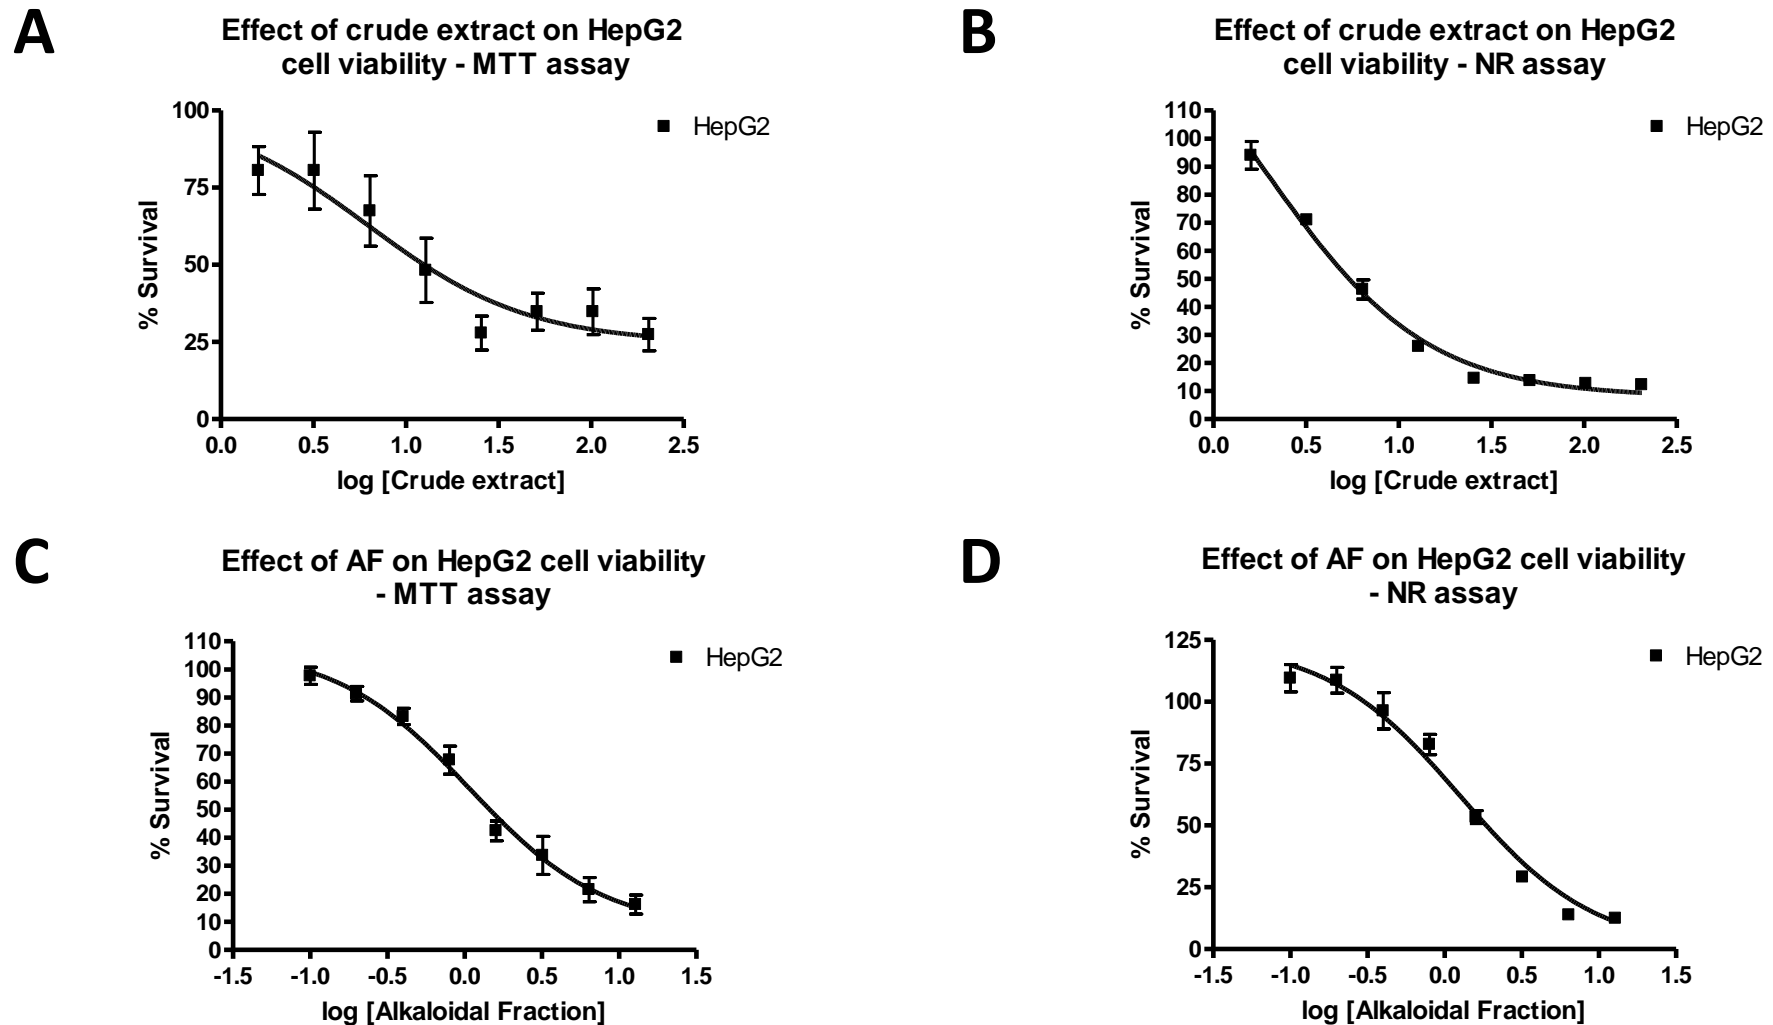 A
Effect of crude extract on HepG2
cell viability - MTT assay
HepG2
100
75
50
25
0
% Survival
0.0 0.5 1.0 1.5 2.0 2.5
log [Crude extract]
B
Effect of crude extract on HepG2
cell viability - NR assay
HepG2
110
100
90
80
70
60
50
40
30
20
10
0
% Survival
0.0 0.5 1.0 1.5 2.0 2.5
log [Crude extract]
C
Effect of AF on HepG2 cell viability
- MTT assay
HepG2
110
100
90
80
70
60
50
40
30
20
10
0
% Survival
-1.5 -1.0 -0.5 0.0 0.5 1.0 1.5
log [Alkaloidal Fraction]
D
Effect of AF on HepG2 cell viability
- NR assay
HepG2
125
100
75
50
25
0
% Survival
-1.5 -1.0 -0.5 0.0 0.5 1.0 1.5
log [Alkaloidal Fraction]